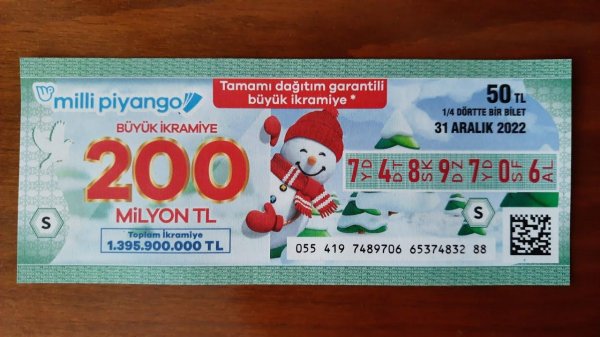 milli piyango
Tamamı dağıtım garantili
büyük ikramiye *
50 TL
1/4 DÖRTTE BİR BİLET
31 ARALIK 2022
BÜYÜK İKRAMİYE
200
MİLYON TL
Toplam İkramiye
1.395.900.000 TL
7 YD 4 DT 8 SK 9 DZ 7 YD 0 SF 6 AL
S
S
055 419 7489706 65374832 88